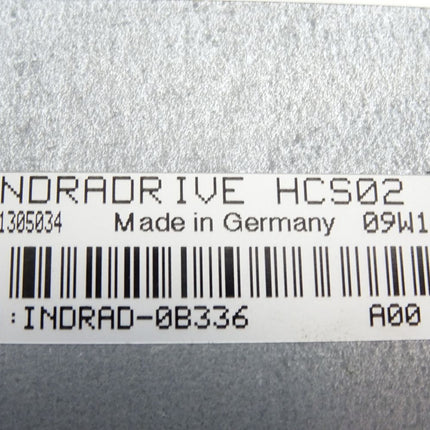 NDRADRIVE HCS02
1305034 Made in Germany 09W1
:INDRAD-0B336 A00